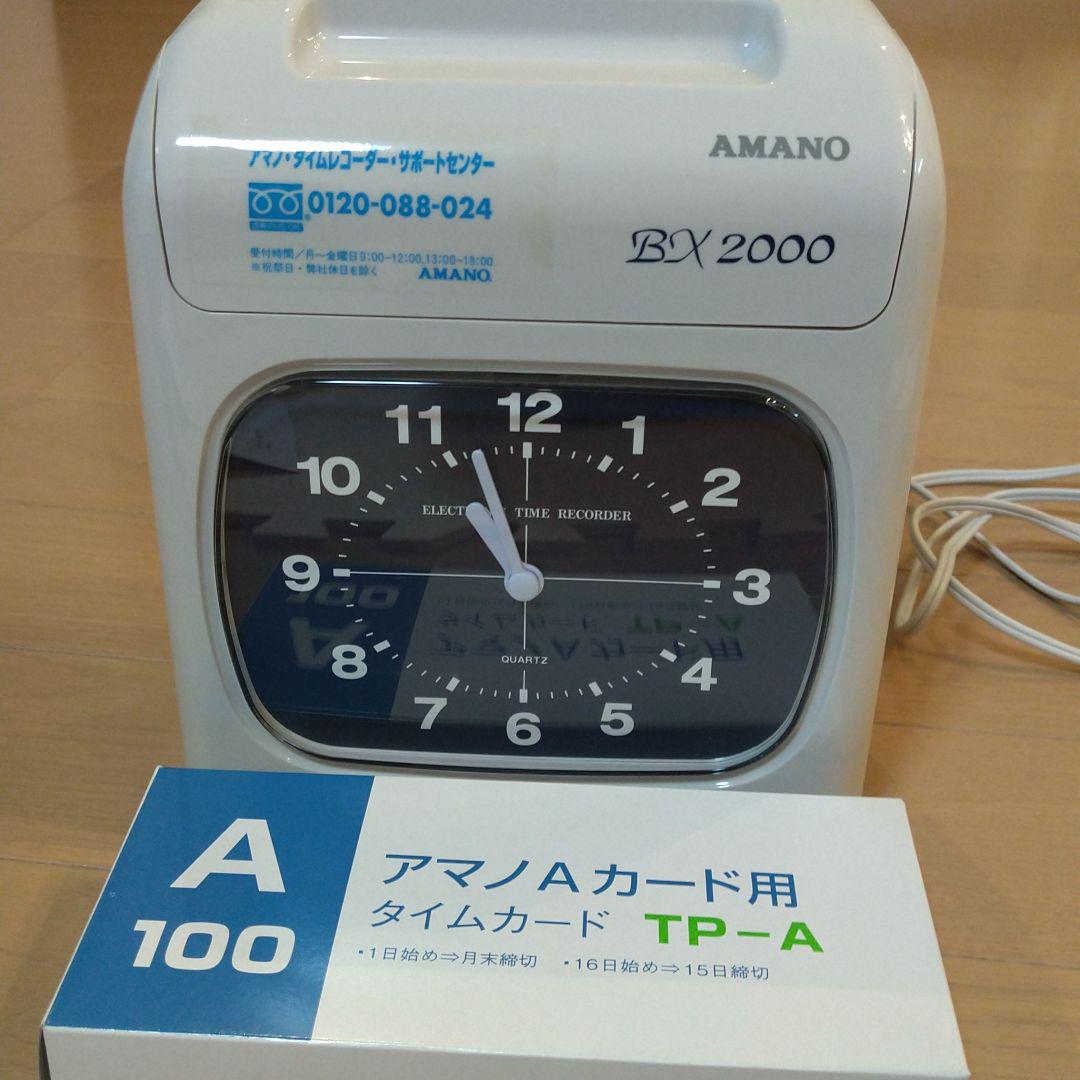 アマノ・タイムレコーダー・サポートセンター
0120-088-024
受付時間／月～金曜日9:00~12:00,13:00~18:00
※祝祭日・弊社休日を除く AMANO
AMANO
BX 2000
12
11 1
10 2
TIME RECORDER
9 3
QUARTZ
8 4
7 5
6
A
100
アマノAカード用
タイムカード TP-A
・1日始め⇒月末締切 ・16日始め⇒15日締切